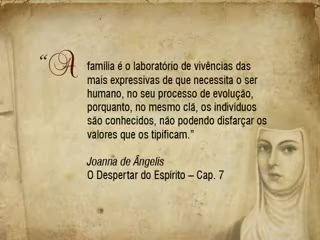 “A família é o laboratório de vivências das
mais expressivas de que necessita o ser
humano, no seu processo de evolução,
porquanto, no mesmo clã, os indivíduos
são conhecidos, não podendo disfarçar os
valores que os tipificam.”
Joanna de Ângelis
O Despertar do Espírito – Cap. 7